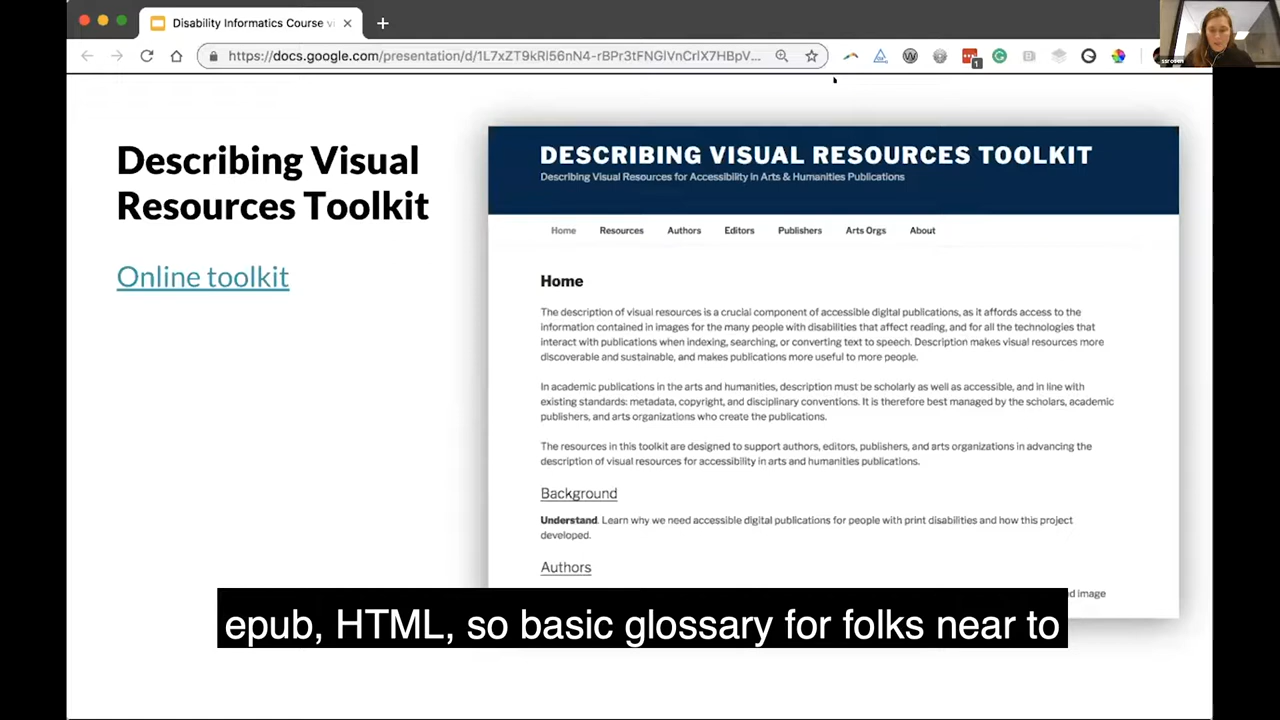 Disability Informatics Course v
https://docs.google.com/presentation/d/1L7xZT9kRl56nN4-rBPr3tFNGlVnCrlX7HBpV...
1
ssrosen
Describing Visual
Resources Toolkit
Online toolkit
DESCRIBING VISUAL RESOURCES TOOLKIT
Describing Visual Resources for Accessibility in Arts & Humanities Publications
Home Resources Authors Editors Publishers Arts Orgs About
Home
The description of visual resources is a crucial component of accessible digital publications, as it affords access to the
information contained in images for the many people with disabilities that affect reading, and for all the technologies that
interact with publications when indexing, searching, or converting text to speech. Description makes visual resources more
discoverable and sustainable, and makes publications more useful to more people.
In academic publications in the arts and humanities, description must be scholarly as well as accessible, and in line with
existing standards: metadata, copyright, and disciplinary conventions. It is therefore best managed by the scholars, academic
publishers, and arts organizations who create the publications.
The resources in this toolkit are designed to support authors, editors, publishers, and arts organizations in advancing the
description of visual resources for accessibility in arts and humanities publications.
Background
Understand. Learn why we need accessible digital publications for people with print disabilities and how this project
developed.
Authors
image
epub, HTML, so basic glossary for folks near to